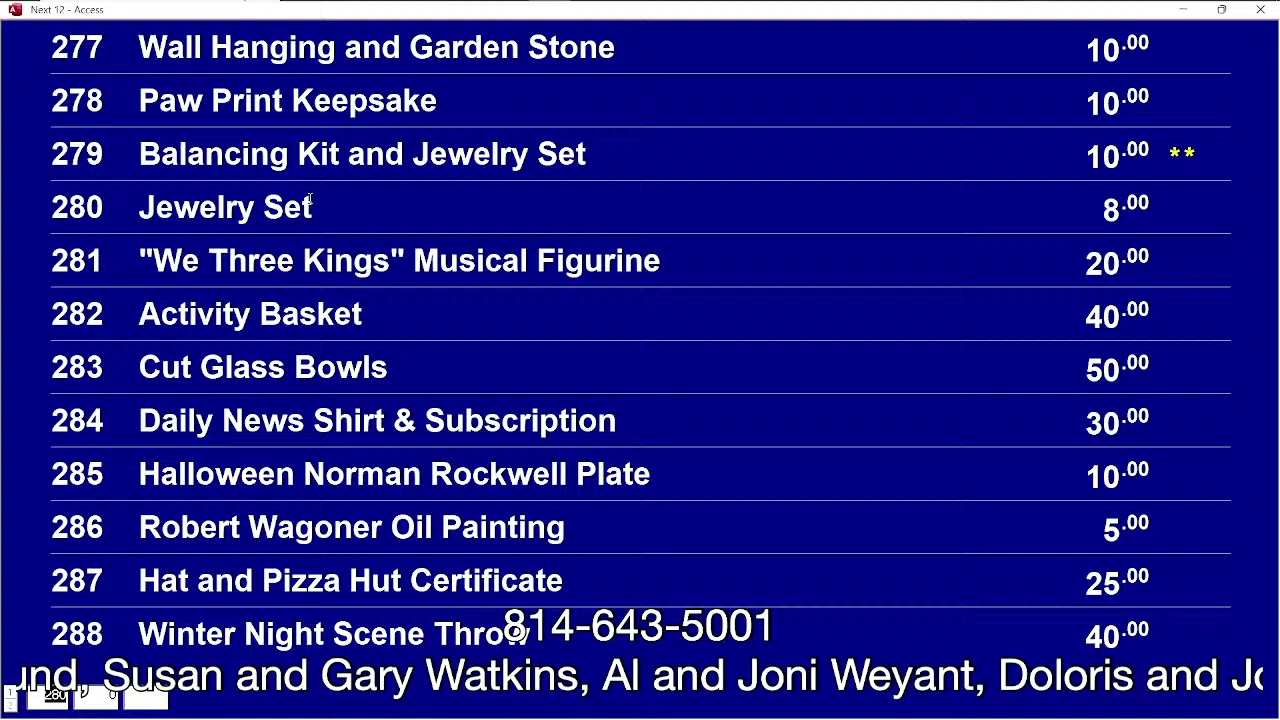 Next 12 - Access
277 Wall Hanging and Garden Stone 10.00
278 Paw Print Keepsake 10.00
279 Balancing Kit and Jewelry Set 10.00 **
280 Jewelry Set 8.00
281 "We Three Kings" Musical Figurine 20.00
282 Activity Basket 40.00
283 Cut Glass Bowls 50.00
284 Daily News Shirt & Subscription 30.00
285 Halloween Norman Rockwell Plate 10.00
286 Robert Wagoner Oil Painting 5.00
287 Hat and Pizza Hut Certificate 25.00
288 Winter Night Scene Throw 40.00
814-643-5001
Susan and Gary Watkins, Al and Joni Weyant, Doloris and
280